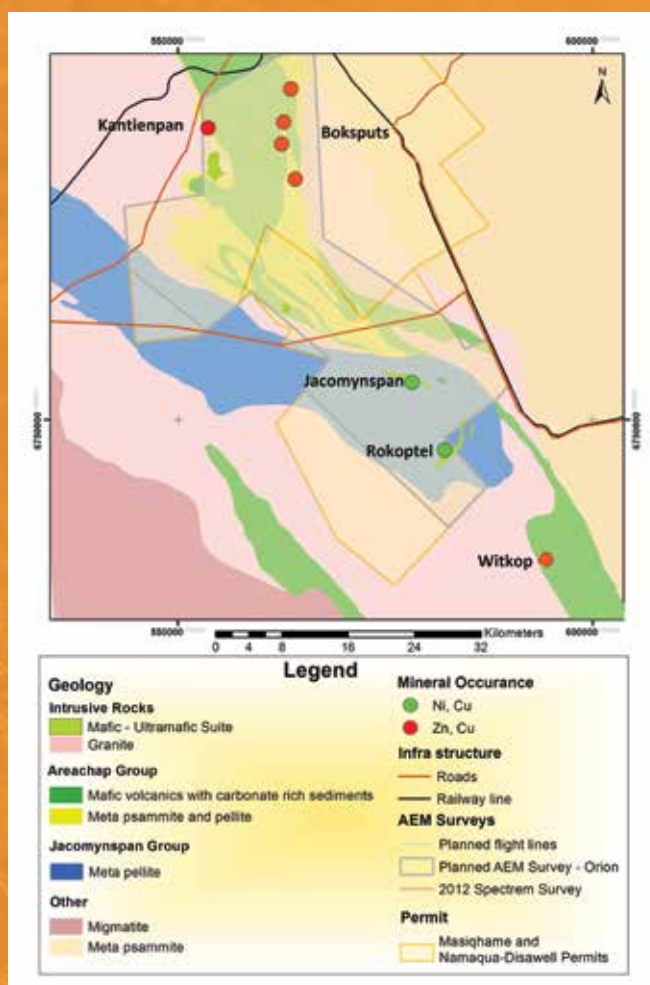 550000
600000
N
Kantienpan
Boksputs
Jacomynspan
6750000
6750000
Rokoptel
Witkop
550000
600000
0 4 8 16 24 32
Kilometers
Legend
Geology
Intrusive Rocks
Mafic - Ultramafic Suite
Granite
Areachap Group
Mafic volcanics with carbonate rich sediments
Meta psammite and pellite
Jacomynspan Group
Meta pellite
Other
Migmatite
Meta psammite
Mineral Occurance
Ni, Cu
Zn, Cu
Infra structure
Roads
Railway line
AEM Surveys
Planned flight lines
Planned AEM Survey - Orion
2012 Spectrem Survey
Permit
Masiqhame and
Namaqua-Disawell Permits